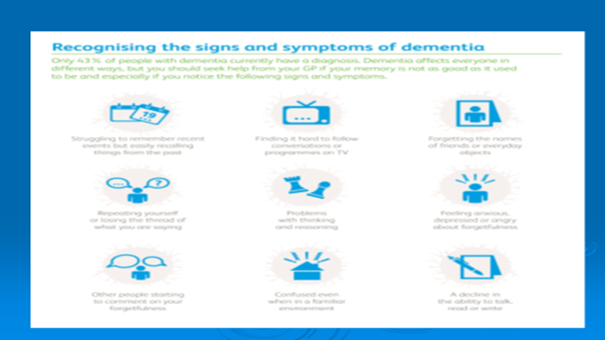 Recognising the signs and symptoms of dementia
Only 43% of people with dementia currently have a diagnosis. Dementia affects everyone in
different ways, but you should seek help from your GP if your memory is not as good as it used
to be and especially if you notice the following signs and symptoms.
19
Struggling to remember recent
events but easily recalling
things from the past
Finding it hard to follow
conversations or
programmes on TV
Forgetting the names
of friends or everyday
objects
...
?
Repeating yourself
or losing the thread of
what you are saying
Problems
with thinking
and reasoning
Feeling anxious,
depressed or angry
about forgetfulness
Other people starting
to comment on your
forgetfulness
Confused even
when in a familiar
environment
A decline in
the ability to talk,
read or write